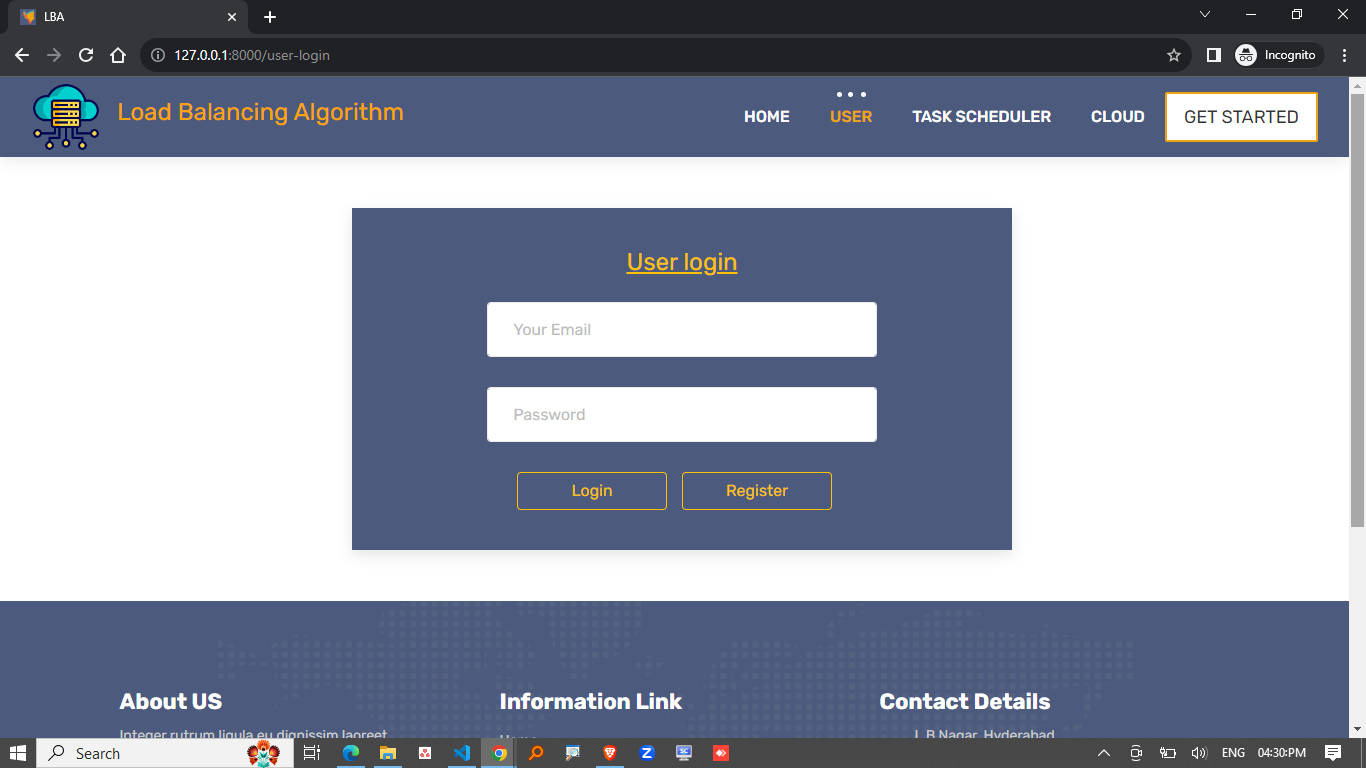 LBA
127.0.0.1:8000/user-login
Incognito
Load Balancing Algorithm
HOME
USER
TASK SCHEDULER
CLOUD
GET STARTED
User login
Your Email
Password
Login
Register
About US
Information Link
Contact Details
Integer rutrum ligula eu dignissim laoreet
L B Nagar, Hyderabad
Search
ENG
04:30:PM